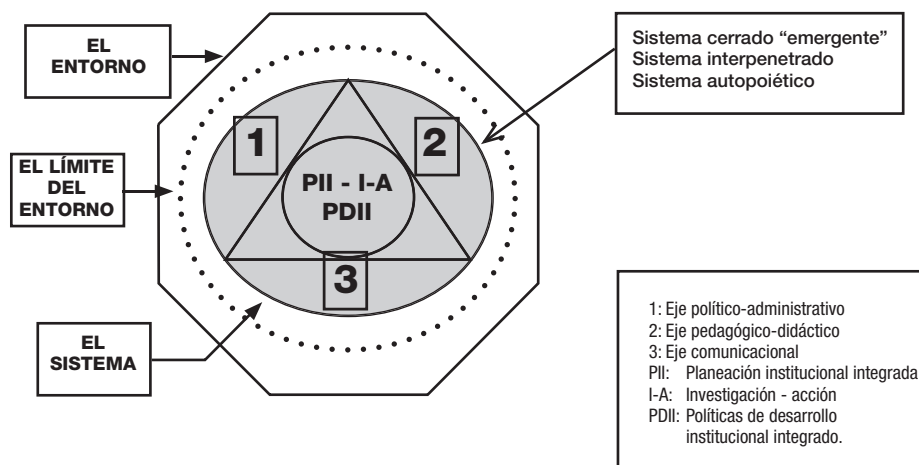 EL
ENTORNO
Sistema cerrado “emergente”
Sistema interpenetrado
Sistema autopoiético
1
2
EL LÍMITE
DEL
ENTORNO
PII - I-A
PDII
3
EL
SISTEMA
1: Eje político-administrativo
2: Eje pedagógico-didáctico
3: Eje comunicacional
PII: Planeación institucional integrada
I-A: Investigación - acción
PDII: Políticas de desarrollo
institucional integrado.